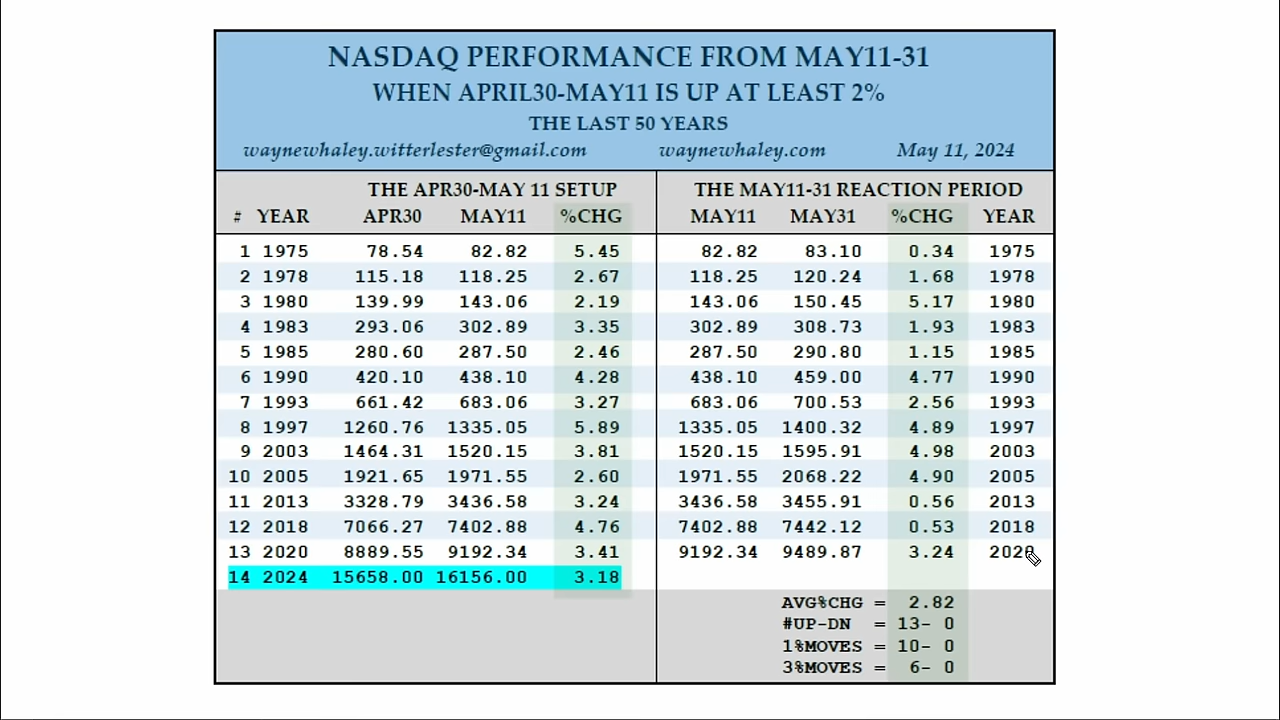 NASDAQ PERFORMANCE FROM MAY11-31
WHEN APRIL30-MAY11 IS UP AT LEAST 2%
THE LAST 50 YEARS
waynewhaley.witterlester@gmail.com waynewhaley.com May 11, 2024
THE APR30-MAY 11 SETUP THE MAY11-31 REACTION PERIOD
# YEAR APR30 MAY11 %CHG MAY11 MAY31 %CHG YEAR
1 1975 78.54 82.82 5.45 82.82 83.10 0.34 1975
2 1978 115.18 118.25 2.67 118.25 120.24 1.68 1978
3 1980 139.99 143.06 2.19 143.06 150.45 5.17 1980
4 1983 293.06 302.89 3.35 302.89 308.73 1.93 1983
5 1985 280.60 287.50 2.46 287.50 290.80 1.15 1985
6 1990 420.10 438.10 4.28 438.10 459.00 4.77 1990
7 1993 661.42 683.06 3.27 683.06 700.53 2.56 1993
8 1997 1260.76 1335.05 5.89 1335.05 1400.32 4.89 1997
9 2003 1464.31 1520.15 3.81 1520.15 1595.91 4.98 2003
10 2005 1921.65 1971.55 2.60 1971.55 2068.22 4.90 2005
11 2013 3328.79 3436.58 3.24 3436.58 3455.91 0.56 2013
12 2018 7066.27 7402.88 4.76 7402.88 7442.12 0.53 2018
13 2020 8889.55 9192.34 3.41 9192.34 9489.87 3.24 2020
14 2024 15658.00 16156.00 3.18
AVG%CHG = 2.82
#UP-DN = 13- 0
1%MOVES = 10- 0
3%MOVES = 6- 0